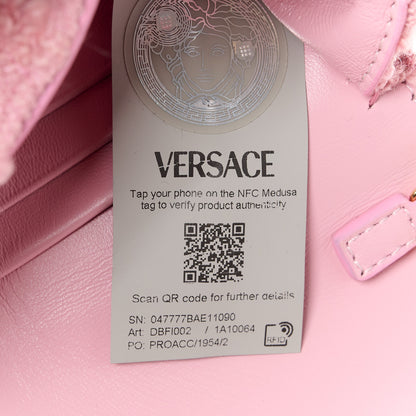 VERSACE
Tap your phone on the NFC Medusa
tag to verify product authenticity
Scan QR code for further details
SN: 047777BAE11090
Art: DBFI002 / 1A10064
PO: PROACC/1954/2
RFID